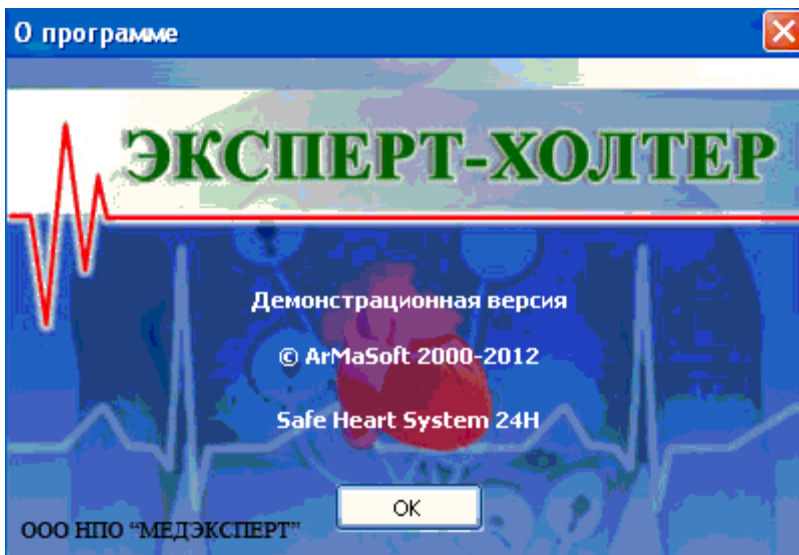 О программе
ЭКСПЕРТ-ХОЛТЕР
Демонстрационная версия
© ArMaSoft 2000-2012
Safe Heart System 24H
OK
ООО НПО “МЕДЭКСПЕРТ”